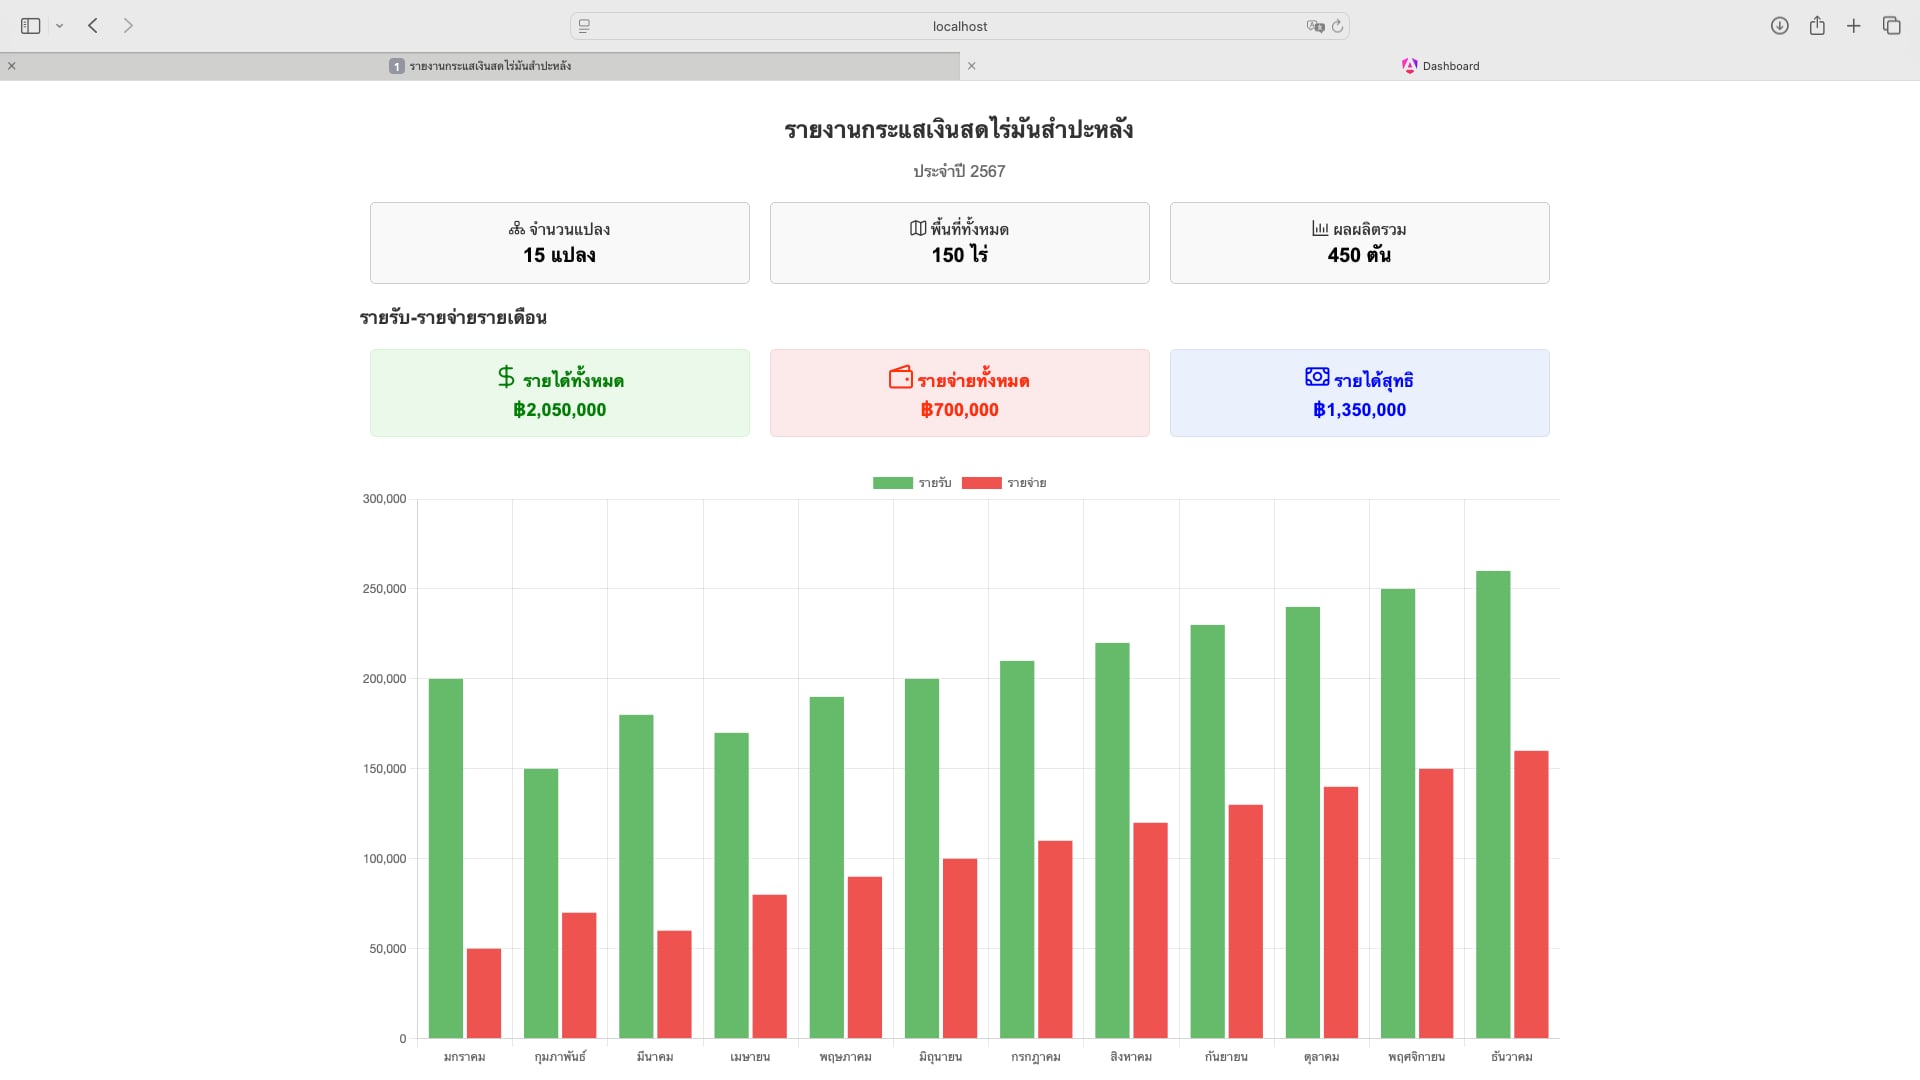 localhost
1 รายงานกระแสเงินสดไร่มันสำปะหลัง
Dashboard
รายงานกระแสเงินสดไร่มันสำปะหลัง
ประจำปี 2567
จำนวนแปลง
15 แปลง
พื้นที่ทั้งหมด
150 ไร่
ผลผลิตรวม
450 ตัน
รายรับ-รายจ่ายรายเดือน
รายได้ทั้งหมด
฿2,050,000
รายจ่ายทั้งหมด
฿700,000
รายได้สุทธิ
฿1,350,000
รายรับ รายจ่าย
300,000
250,000
200,000
150,000
100,000
50,000
0
มกราคม กุมภาพันธ์ มีนาคม เมษายน พฤษภาคม มิถุนายน กรกฎาคม สิงหาคม กันยายน ตุลาคม พฤศจิกายน ธันวาคม